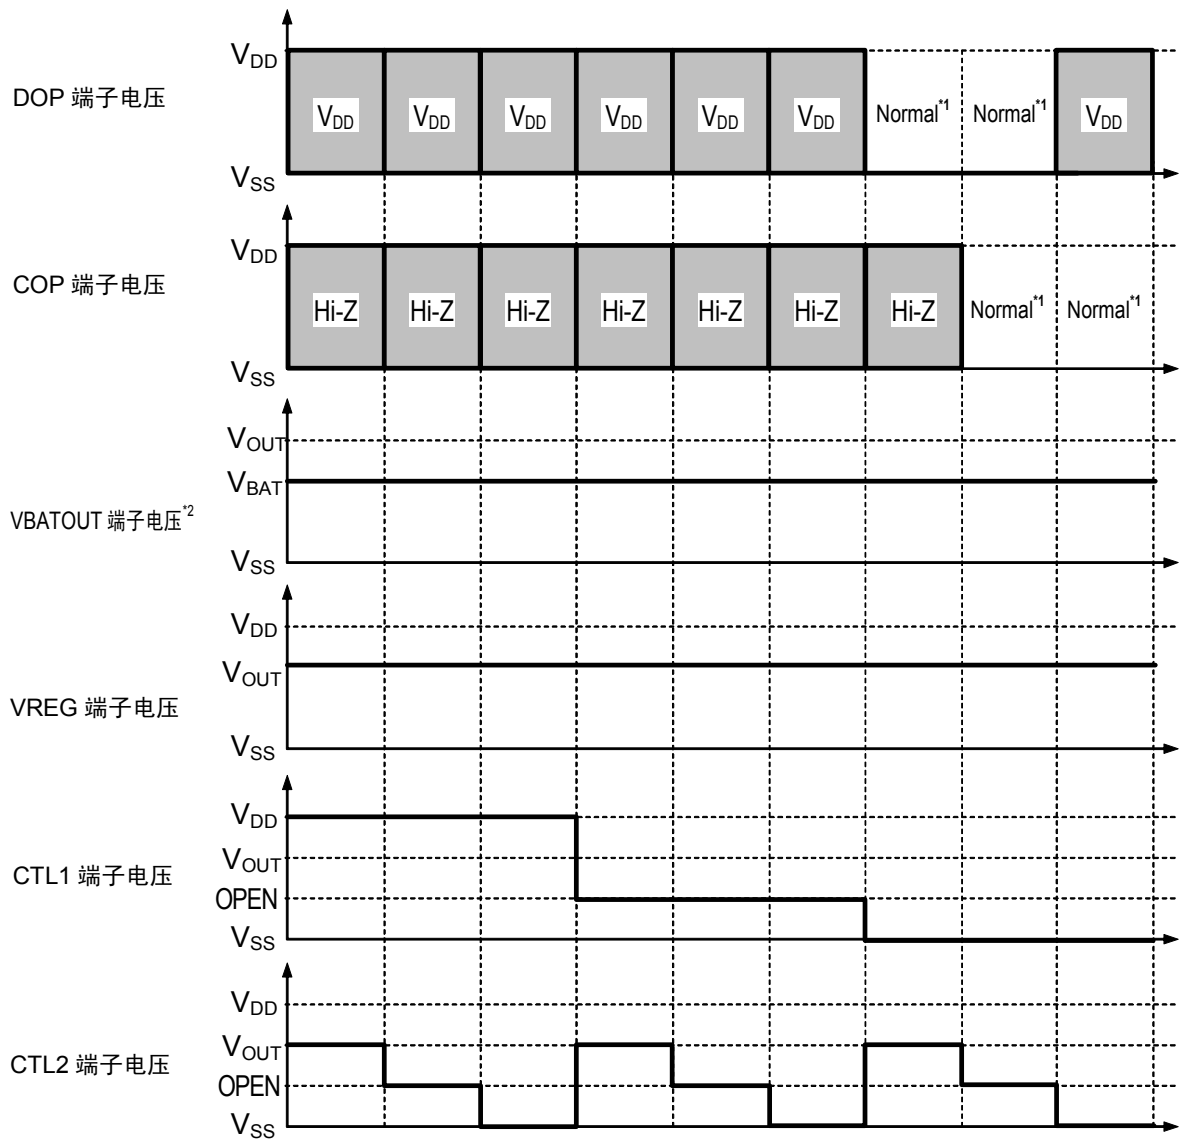 V_DD
DOP 端子电压
V_DD V_DD V_DD V_DD V_DD V_DD Normal*1 Normal*1 V_DD
V_SS
V_DD
COP 端子电压
Hi-Z Hi-Z Hi-Z Hi-Z Hi-Z Hi-Z Hi-Z Normal*1 Normal*1
V_SS
V_OUT
V_BAT
VBATOUT 端子电压*2
V_SS
V_DD
V_OUT
VREG 端子电压
V_SS
V_DD
V_OUT
CTL1 端子电压
OPEN
V_SS
V_DD
V_OUT
CTL2 端子电压
OPEN
V_SS